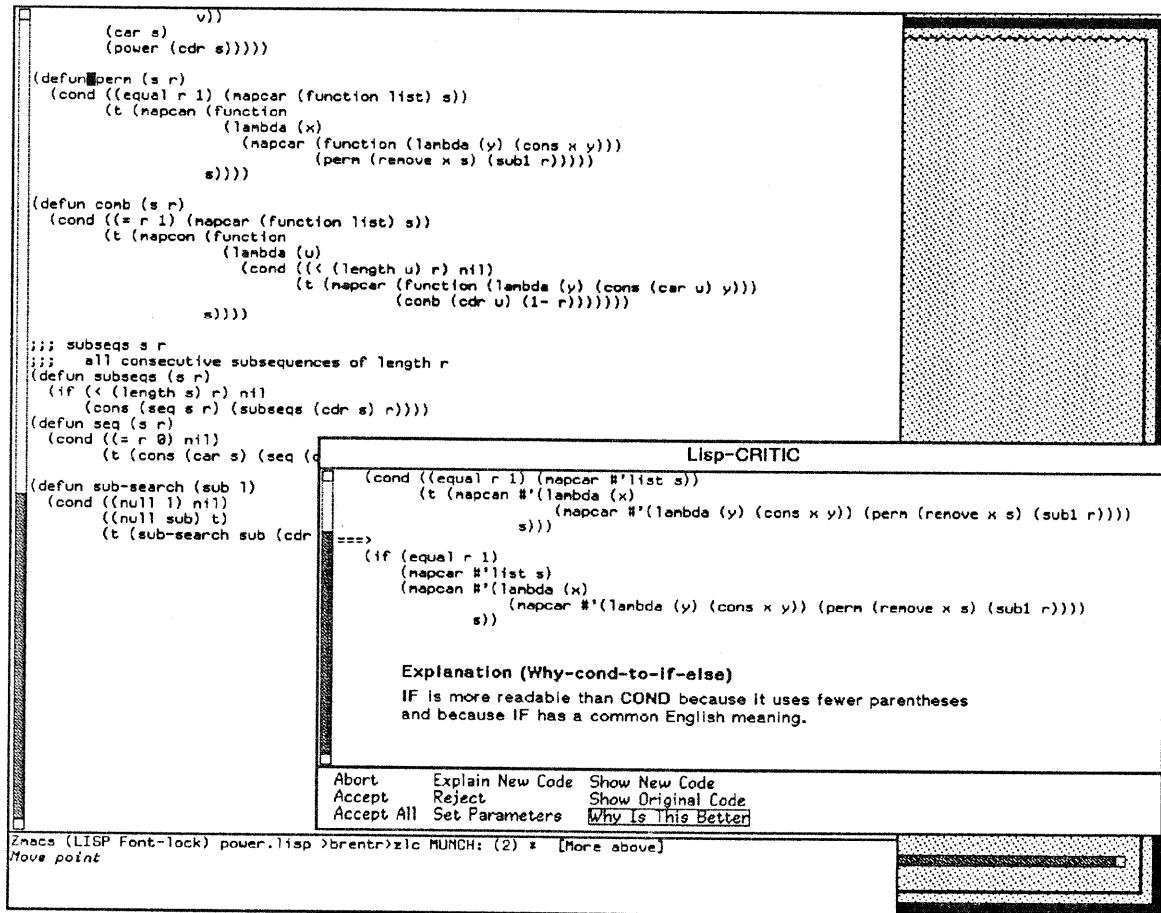 v))
        (car s)
        (power (cdr s)))))
(defun perm (s r)
  (cond ((equal r 1) (mapcar (function list) s))
        (t (mapcan (function
                     (lambda (x)
                       (mapcar (function (lambda (y) (cons x y)))
                               (perm (remove x s) (sub1 r)))))
                   s))))
(defun comb (s r)
  (cond ((= r 1) (mapcar (function list) s))
        (t (mapcon (function
                     (lambda (u)
                       (cond ((< (length u) r) nil)
                             (t (mapcar (function (lambda (y) (cons (car u) y)))
                                        (comb (cdr u) (1- r)))))))
                   s))))
;;; subseqs s r
;;;    all consecutive subsequences of length r
(defun subseqs (s r)
  (if (< (length s) r) nil
      (cons (seq s r) (subseqs (cdr s) r))))
(defun seq (s r)
  (cond ((= r 0) nil)
        (t (cons (car s) (seq (
(defun sub-search (sub l)
  (cond ((null l) nil)
        ((null sub) t)
        (t (sub-search sub (cdr
Lisp-CRITIC
(cond ((equal r 1) (mapcar #'list s))
      (t (mapcan #'(lambda (x)
                     (mapcar #'(lambda (y) (cons x y)) (perm (remove x s) (sub1 r))))
                 s)))
===>
(if (equal r 1)
    (mapcar #'list s)
    (mapcan #'(lambda (x)
                (mapcar #'(lambda (y) (cons x y)) (perm (remove x s) (sub1 r))))
            s))
Explanation (Why-cond-to-if-else)
IF is more readable than COND because it uses fewer parentheses
and because IF has a common English meaning.
Abort Explain New Code Show New Code
Accept Reject Show Original Code
Accept All Set Parameters Why Is This Better
Zmacs (LISP Font-lock) power.lisp >brentr>zlc MUNCH: (2) * [More above]
Move point